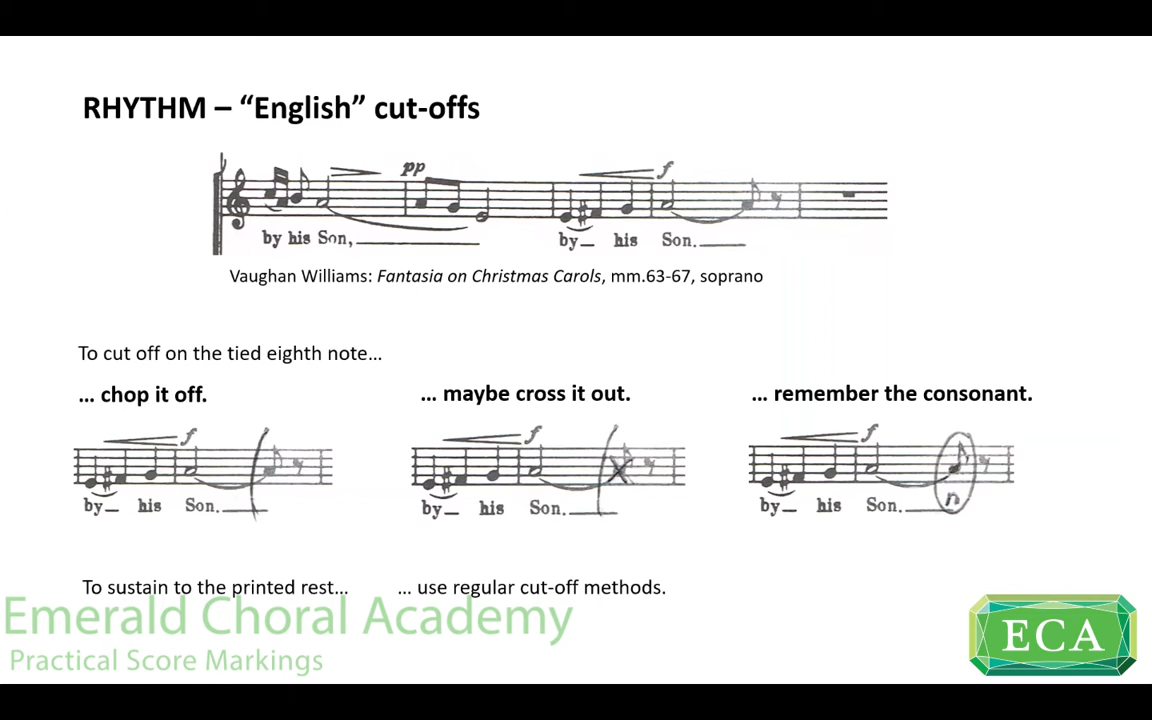 RHYTHM – “English” cut-offs
pp
f
by his Son,
by his Son.
Vaughan Williams: Fantasia on Christmas Carols, mm.63-67, soprano
To cut off on the tied eighth note...
... chop it off.
... maybe cross it out.
... remember the consonant.
f
f
f
by his Son.
by his Son.
by his Son.
n
To sustain to the printed rest...
... use regular cut-off methods.
Emerald Choral Academy
Practical Score Markings
ECA